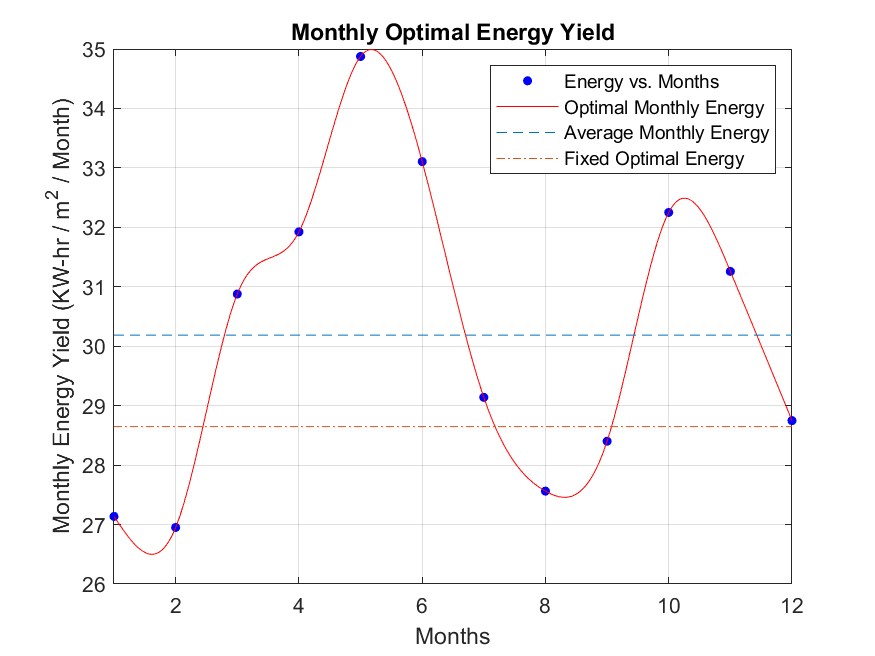 Monthly Optimal Energy Yield
Monthly Energy Yield (KW-hr / m² / Month)
35
34
33
32
31
30
29
28
27
26
Energy vs. Months
Optimal Monthly Energy
Average Monthly Energy
Fixed Optimal Energy
2
4
6
8
10
12
Months